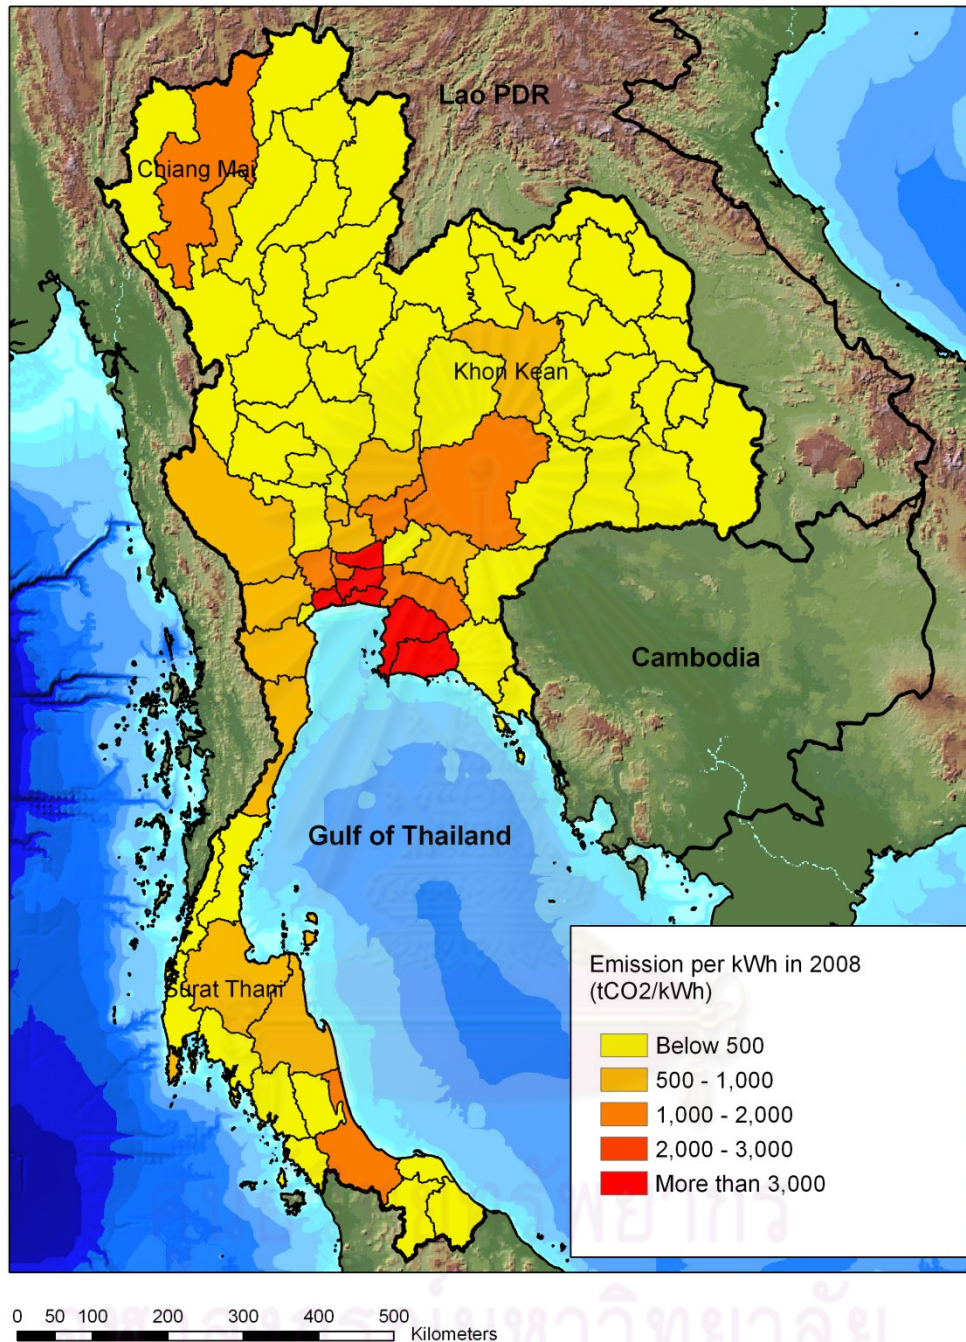 Lao PDR
Chiang Mai
Khon Kean
Cambodia
Gulf of Thailand
Surat Thani
Emission per kWh in 2008
(tCO2/kWh)
Below 500
500 - 1,000
1,000 - 2,000
2,000 - 3,000
More than 3,000
0 50 100 200 300 400 500
Kilometers